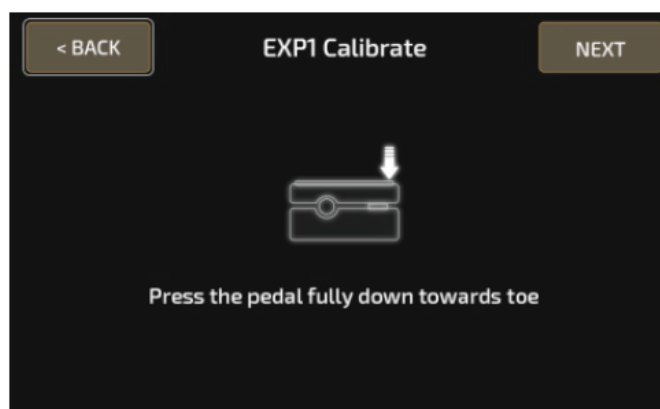 < BACK
EXP1 Calibrate
NEXT
Press the pedal fully down towards toe